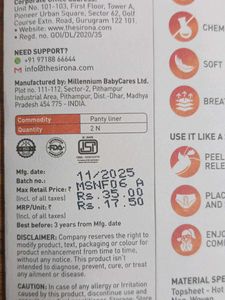 Corporate Office Address:
Unit No. 101-103, First Floor, Tower A,
Pioneer Urban Square, Sector 62, Golf
Course Extn. Road, Gurugram 122 101.
• www.thesirona.com
• Regd. No. GOI/DL/2020/35
NEED SUPPORT?
+91 97188 66644
info@thesirona.com
Manufactured by: Millennium BabyCares Ltd.
Plot no. 111-112, Sector-2, Pithampur
Industrial Area, Pithampur, Dist.-Dhar, Madhya
Pradesh 454 775 - INDIA.
Commodity Panty liner
Quantity 2 N
FDA
Mfg. date 11/2025
Batch no.: MSNF06 A
Max Retail Price: ₹ Rs 35.00
(Incl. of all taxes)
MRP/Unit: ₹ Rs 17.50
(Incl. of all taxes)
Best before: 3 years from Mfg. date
DISCLAIMER: Company reserves the right to
modify product, text, packaging or colour for
product enhancement from time to time,
without any notice. This product isn't
intended to diagnose, prevent, cure, or treat
any ailment or disease.
CAUTION: In case of any allergy or irritation
caused by this product, discontinue use and
CHEM
SOFT
BREA
USE IT LIKE A
PEEL
RELE
PLAC
AND
ENJO
COM
MATERIAL SPE
Topsheet - Hot